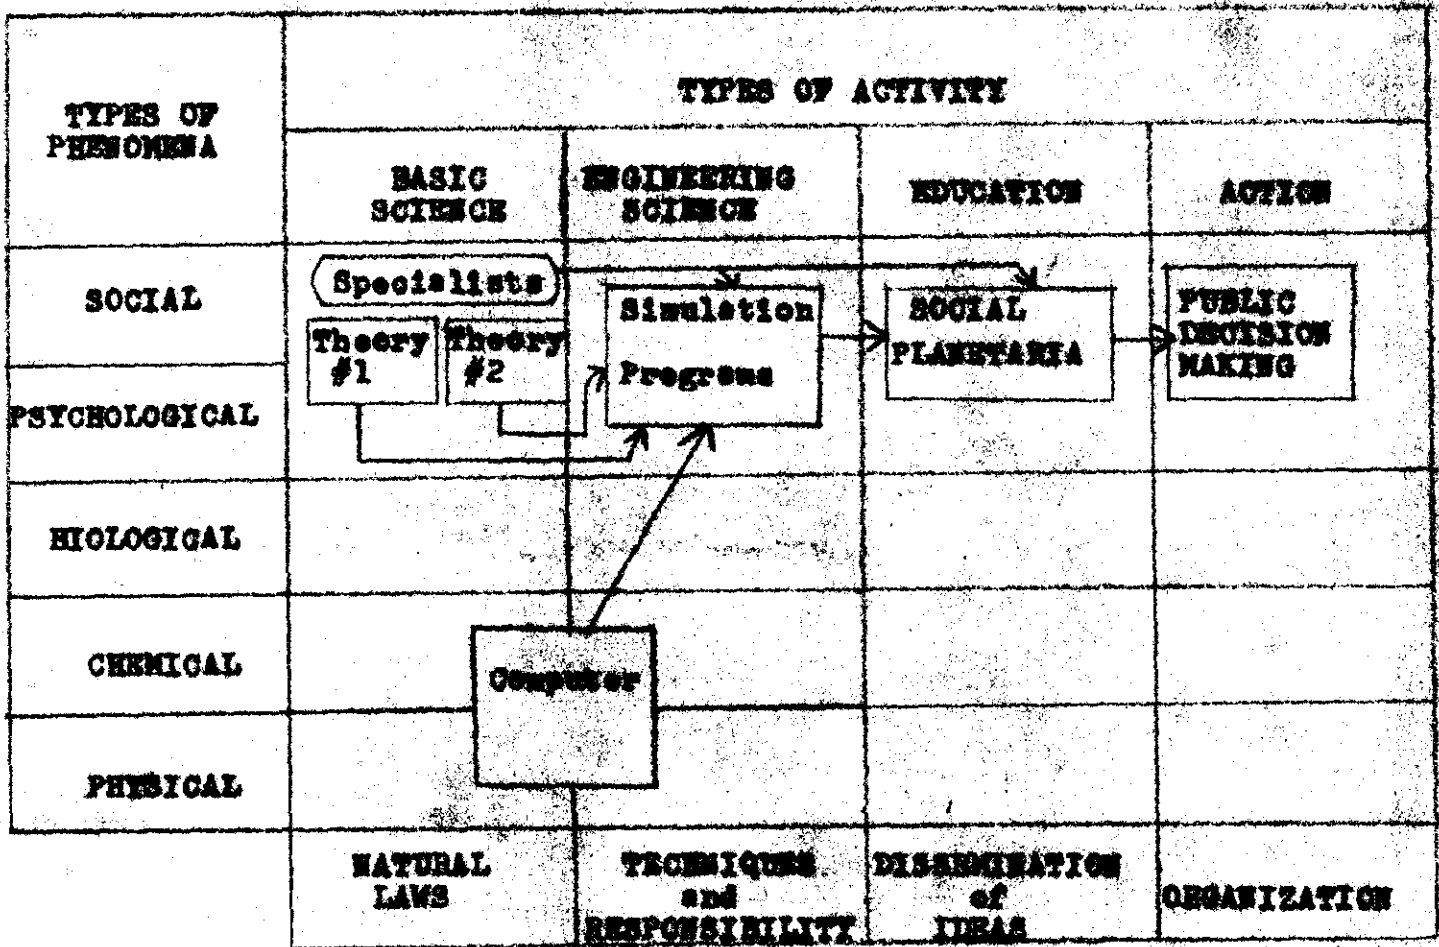 TYPES OF
PHENOMENA
TYPES OF ACTIVITY
BASIC
SCIENCE
ENGINEERING
SCIENCE
EDUCATION
ACTION
SOCIAL
Specialists
Theory
#1
Theory
#2
Simulation
Programs
SOCIAL
PLANETARIA
PUBLIC
DECISION
MAKING
PSYCHOLOGICAL
BIOLOGICAL
CHEMICAL
Computer
PHYSICAL
NATURAL
LAWS
TECHNIQUES
and
RESPONSIBILITY
DISSEMINATION
of
IDEAS
ORGANIZATION